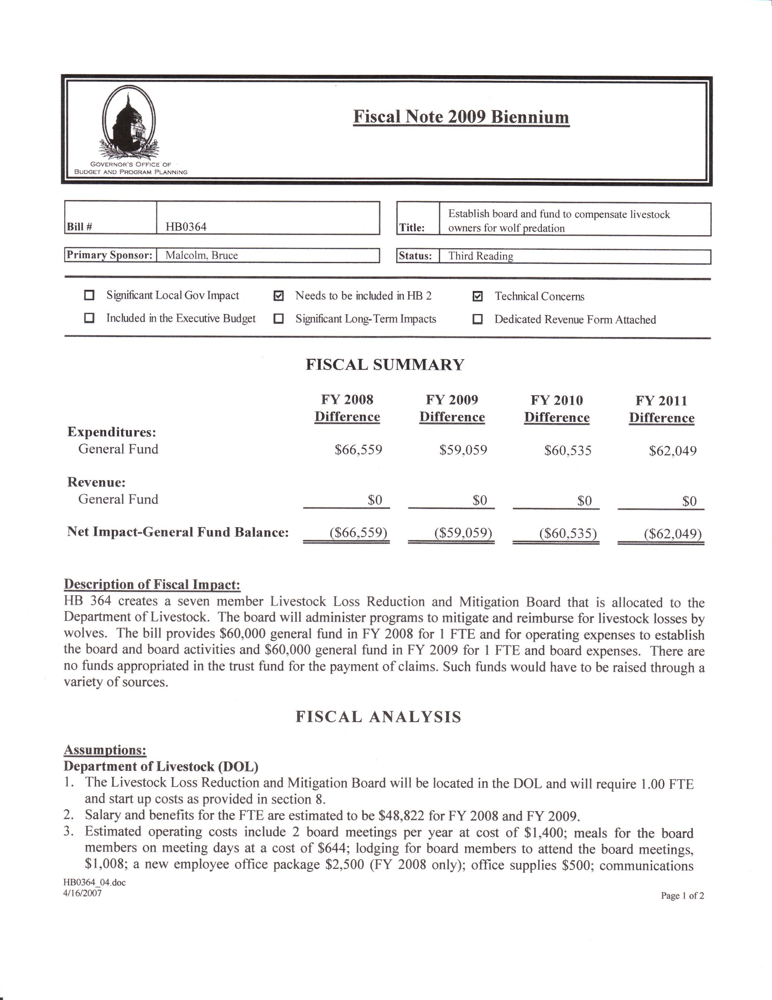 Fiscal Note 2009 Biennium
GOVERNOR'S OFFICE OF
BUDGET AND PROGRAM PLANNING
Bill # HB0364
Title: Establish board and fund to compensate livestock
owners for wolf predation
Primary Sponsor: Malcolm, Bruce
Status: Third Reading
☐ Significant Local Gov Impact ☑ Needs to be included in HB 2 ☑ Technical Concerns
☐ Included in the Executive Budget ☐ Significant Long-Term Impacts ☐ Dedicated Revenue Form Attached
FISCAL SUMMARY
FY 2008 FY 2009 FY 2010 FY 2011
Difference Difference Difference Difference
Expenditures:
General Fund $66,559 $59,059 $60,535 $62,049
Revenue:
General Fund $0 $0 $0 $0
Net Impact-General Fund Balance: ($66,559) ($59,059) ($60,535) ($62,049)
Description of Fiscal Impact:
HB 364 creates a seven member Livestock Loss Reduction and Mitigation Board that is allocated to the
Department of Livestock. The board will administer programs to mitigate and reimburse for livestock losses by
wolves. The bill provides $60,000 general fund in FY 2008 for 1 FTE and for operating expenses to establish
the board and board activities and $60,000 general fund in FY 2009 for 1 FTE and board expenses. There are
no funds appropriated in the trust fund for the payment of claims. Such funds would have to be raised through a
variety of sources.
FISCAL ANALYSIS
Assumptions:
Department of Livestock (DOL)
1. The Livestock Loss Reduction and Mitigation Board will be located in the DOL and will require 1.00 FTE
and start up costs as provided in section 8.
2. Salary and benefits for the FTE are estimated to be $48,822 for FY 2008 and FY 2009.
3. Estimated operating costs include 2 board meetings per year at cost of $1,400; meals for the board
members on meeting days at a cost of $644; lodging for board members to attend the board meetings,
$1,008; a new employee office package $2,500 (FY 2008 only); office supplies $500; communications
HB0364_04.doc
4/16/2007
Page 1 of 2